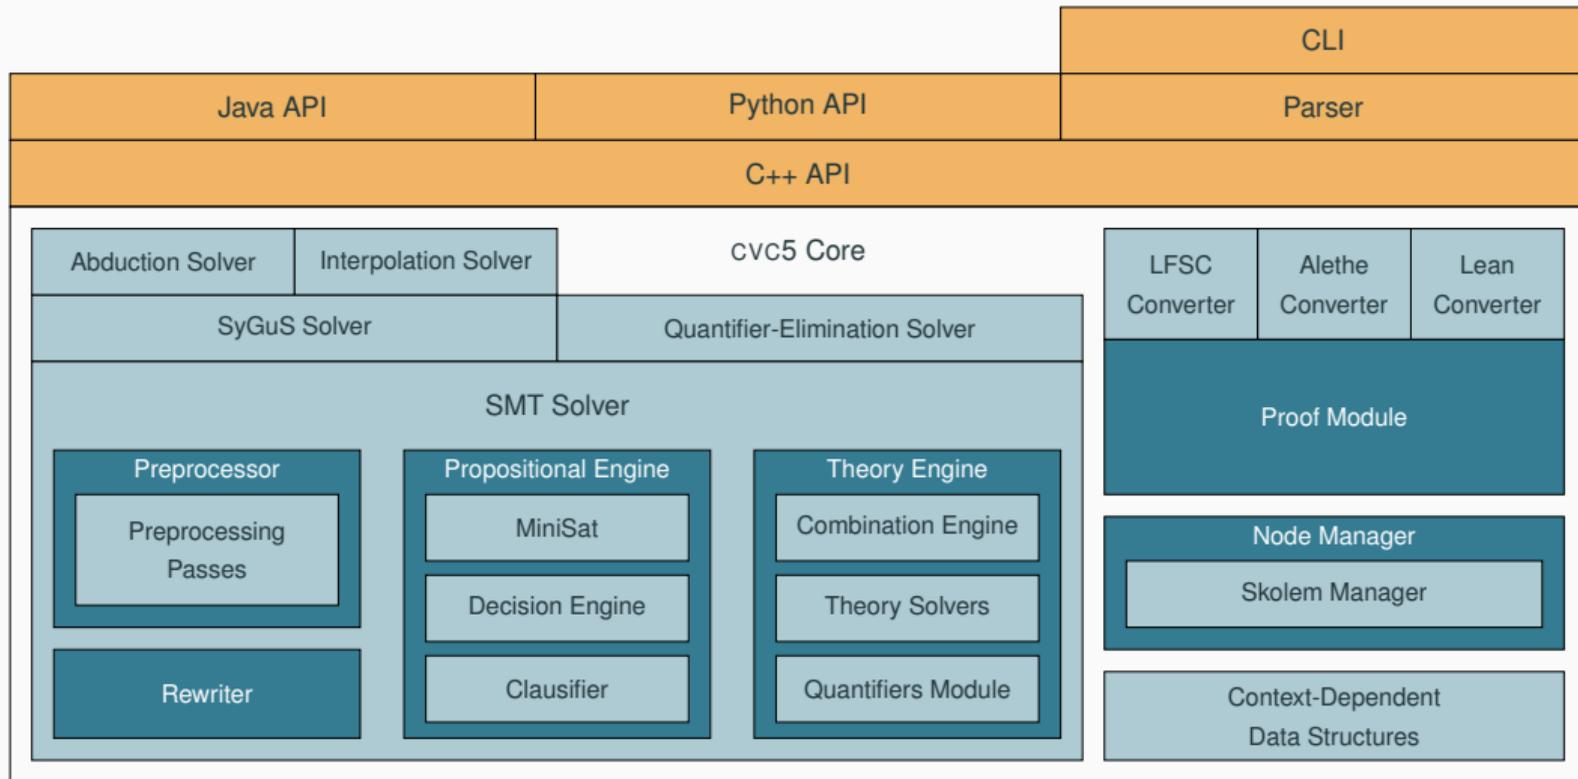 CLI
Java API
Python API
Parser
C++ API
Abduction Solver
Interpolation Solver
CVC5 Core
LFSC
Converter
Alethe
Converter
Lean
Converter
SyGuS Solver
Quantifier-Elimination Solver
SMT Solver
Proof Module
Preprocessor
Preprocessing
Passes
Rewriter
Propositional Engine
MiniSat
Decision Engine
Clausifier
Theory Engine
Combination Engine
Theory Solvers
Quantifiers Module
Node Manager
Skolem Manager
Context-Dependent
Data Structures